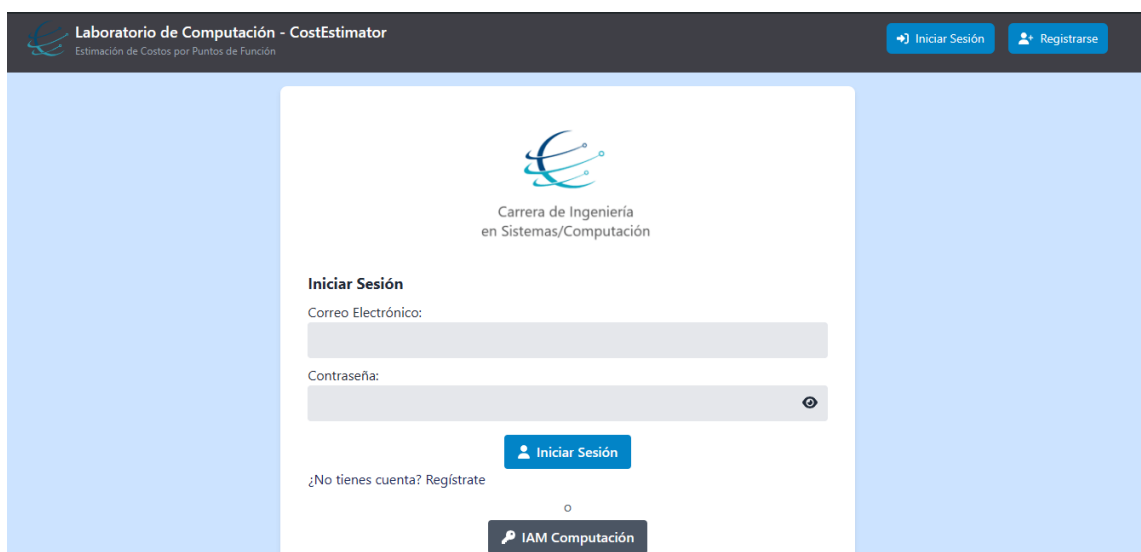 Laboratorio de Computación - CostEstimator
Estimación de Costos por Puntos de Función
Iniciar Sesión
Registrarse
Carrera de Ingeniería
en Sistemas/Computación
Iniciar Sesión
Correo Electrónico:
Contraseña:
Iniciar Sesión
¿No tienes cuenta? Regístrate
o
IAM Computación